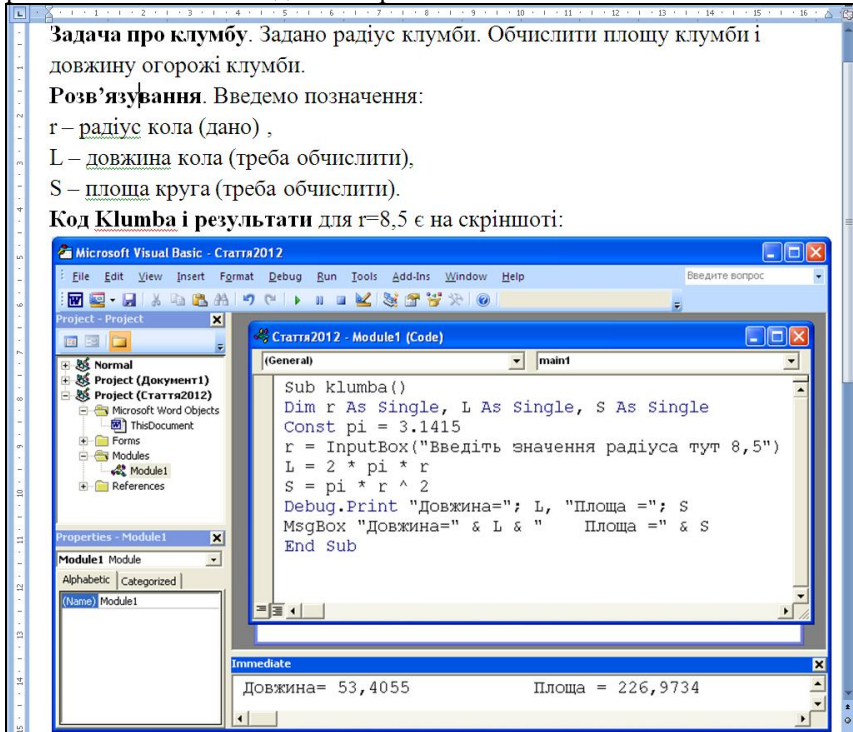 Задача про клумбу. Задано радіус клумби. Обчислити площу клумби і
довжину огорожі клумби.
Розв’язування. Введемо позначення:
r – радіус кола (дано) ,
L – довжина кола (треба обчислити),
S – площа круга (треба обчислити).
Код Klumba і результати для r=8,5 є на скріншоті:
Microsoft Visual Basic - Стаття2012
File Edit View Insert Format Debug Run Tools Add-Ins Window Help Введите вопрос
Project - Project
Normal
Project (Документ1)
Project (Стаття2012)
Microsoft Word Objects
ThisDocument
Forms
Modules
Module1
References
Properties - Module1
Module1 Module
Alphabetic Categorized
(Name) Module1
Стаття2012 - Module1 (Code)
(General) main1
Sub klumba()
Dim r As Single, L As Single, S As Single
Const pi = 3.1415
r = InputBox("Введіть значення радіуса тут 8,5")
L = 2 * pi * r
S = pi * r ^ 2
Debug.Print "Довжина="; L, "Площа ="; S
MsgBox "Довжина=" & L & "    Площа =" & S
End Sub
Immediate
Довжина= 53,4055 Площа = 226,9734